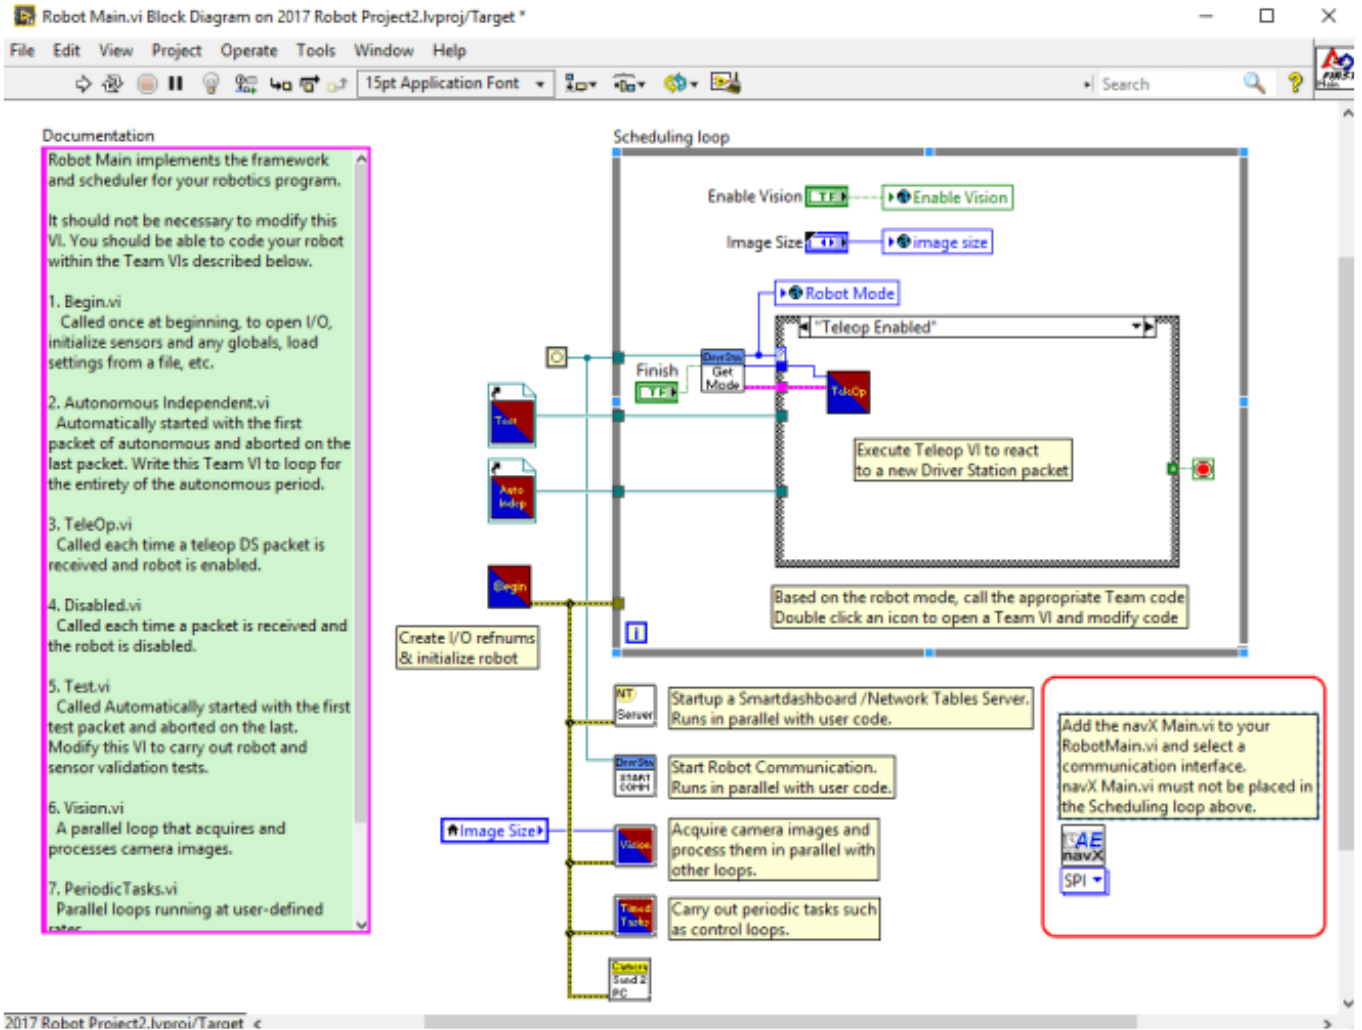 Robot Main.vi Block Diagram on 2017 Robot Project2.lvproj/Target *
File Edit View Project Operate Tools Window Help
15pt Application Font
Search
Documentation
Robot Main implements the framework
and scheduler for your robotics program.
It should not be necessary to modify this
VI. You should be able to code your robot
within the Team VIs described below.
1. Begin.vi
Called once at beginning, to open I/O,
initialize sensors and any globals, load
settings from a file, etc.
2. Autonomous Independent.vi
Automatically started with the first
packet of autonomous and aborted on the
last packet. Write this Team VI to loop for
the entirety of the autonomous period.
3. TeleOp.vi
Called each time a teleop DS packet is
received and robot is enabled.
4. Disabled.vi
Called each time a packet is received and
the robot is disabled.
5. Test.vi
Called Automatically started with the first
test packet and aborted on the last.
Modify this VI to carry out robot and
sensor validation tests.
6. Vision.vi
A parallel loop that acquires and
processes camera images.
7. PeriodicTasks.vi
Parallel loops running at user-defined
rates
Scheduling loop
Enable Vision
TF
Enable Vision
Image Size
image size
Robot Mode
"Teleop Enabled"
Finish
TF
DrvrStn
Get
Mode
TeleOp
Execute Teleop VI to react
to a new Driver Station packet
Test
Auto
Indep
Begin
Create I/O refnums
& initialize robot
i
Based on the robot mode, call the appropriate Team code
Double click an icon to open a Team VI and modify code
NT
Server
Startup a Smartdashboard /Network Tables Server.
Runs in parallel with user code.
DrvrStn
START
COMM
Start Robot Communication.
Runs in parallel with user code.
Image Size
Vision
Acquire camera images and
process them in parallel with
other loops.
Timed
Tasks
Carry out periodic tasks such
as control loops.
Camera
Send 2
PC
Add the navX Main.vi to your
RobotMain.vi and select a
communication interface.
navX Main.vi must not be placed in
the Scheduling loop above.
navX
SPI
2017 Robot Project2.lvproj/Target